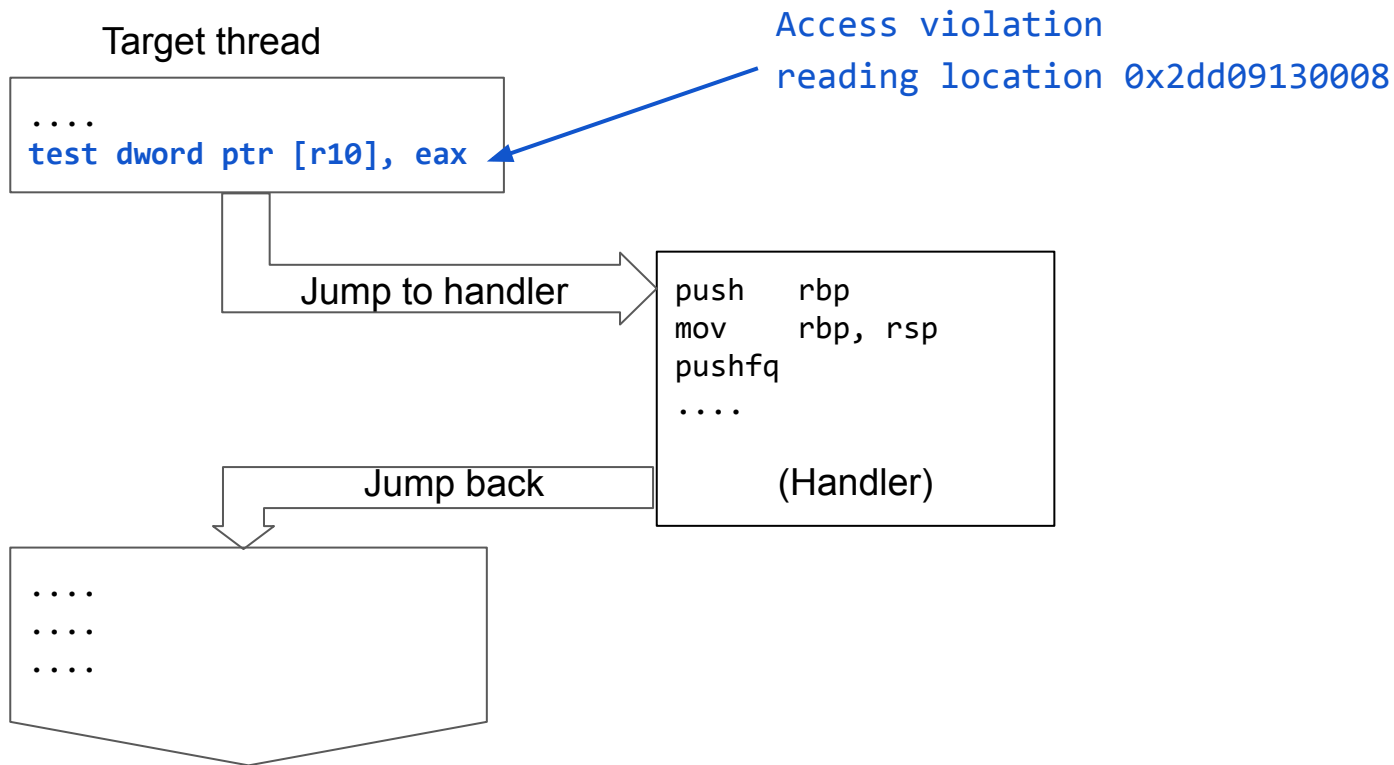 Target thread
Access violation
reading location 0x2dd09130008
....
test dword ptr [r10], eax
Jump to handler
push rbp
mov rbp, rsp
pushfq
....
(Handler)
Jump back
....
....
....